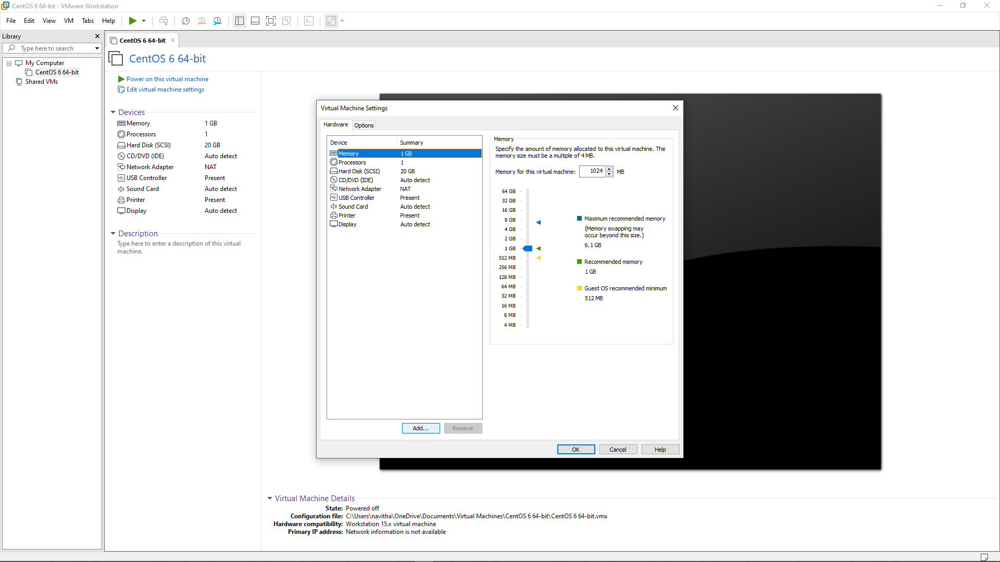 CentOS 6 64-bit - VMware Workstation
File Edit View VM Tabs Help
Library
Type here to search
My Computer
CentOS 6 64-bit
Shared VMs
CentOS 6 64-bit
CentOS 6 64-bit
Power on this virtual machine
Edit virtual machine settings
Devices
Memory 1 GB
Processors 1
Hard Disk (SCSI) 20 GB
CD/DVD (IDE) Auto detect
Network Adapter NAT
USB Controller Present
Sound Card Auto detect
Printer Present
Display Auto detect
Description
Type here to enter a description of this virtual
machine.
Virtual Machine Settings
Hardware Options
Device Summary
Memory 1 GB
Processors 1
Hard Disk (SCSI) 20 GB
CD/DVD (IDE) Auto detect
Network Adapter NAT
USB Controller Present
Sound Card Auto detect
Printer Present
Display Auto detect
Add... Remove
Memory
Specify the amount of memory allocated to this virtual machine. The
memory size must be a multiple of 4 MB.
Memory for this virtual machine: 1024 MB
64 GB
32 GB
16 GB
8 GB
4 GB
2 GB
1 GB
512 MB
256 MB
128 MB
64 MB
32 MB
16 MB
8 MB
4 MB
Maximum recommended memory
(Memory swapping may
occur beyond this size.)
6.1 GB
Recommended memory
1 GB
Guest OS recommended minimum
512 MB
OK Cancel Help
Virtual Machine Details
State: Powered off
Configuration file: C:\Users\navitha\OneDrive\Documents\Virtual Machines\CentOS 6 64-bit\CentOS 6 64-bit.vmx
Hardware compatibility: Workstation 15.x virtual machine
Primary IP address: Network information is not available